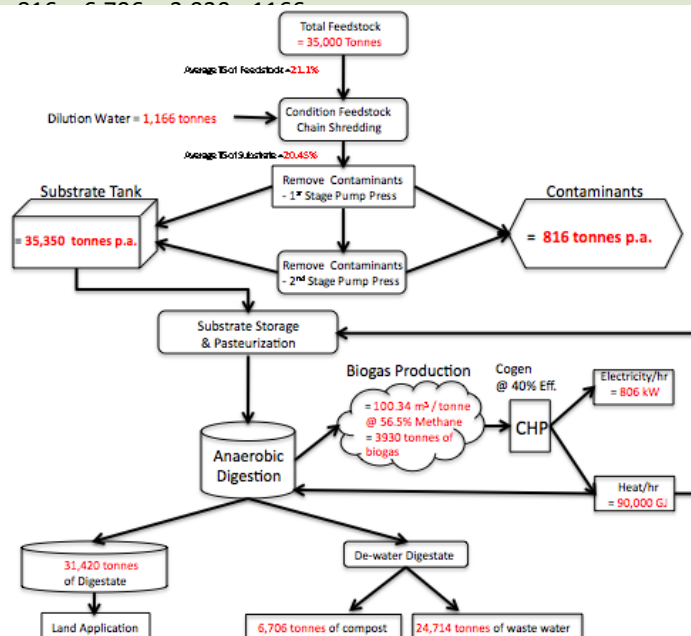 Total Feedstock
= 35,000 Tonnes
Average TS of Feedstock =21.1%
Dilution Water = 1,166 tonnes
Condition Feedstock
Chain Shredding
Average TS of Substrate =20.45%
Substrate Tank
= 35,350 tonnes p.a.
Remove Contaminants
- 1st Stage Pump Press
Contaminants
= 816 tonnes p.a.
Remove Contaminants
- 2nd Stage Pump Press
Substrate Storage
& Pasteurization
Biogas Production
= 100.34 m³ / tonne
@ 56.5% Methane
= 3930 tonnes of
biogas
Cogen
@ 40% Eff.
CHP
Electricity/hr
= 806 kW
Anaerobic
Digestion
Heat/hr
= 90,000 GJ
31,420 tonnes
of Digestate
De-water Digestate
Land Application
6,706 tonnes of compost
24,714 tonnes of waste water